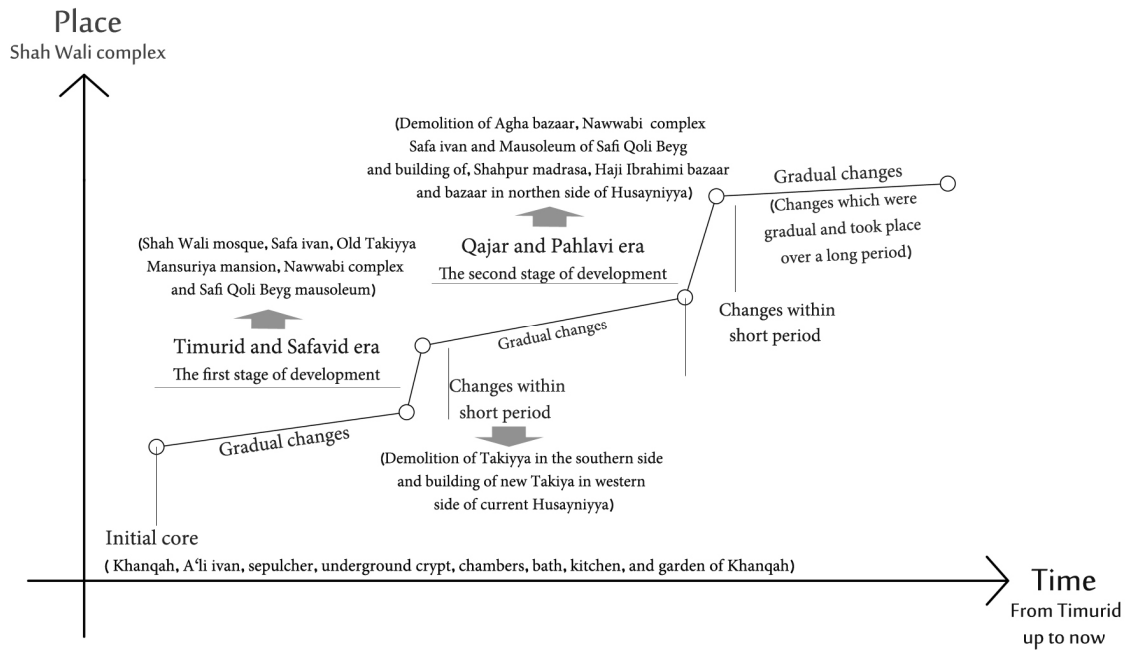 Place
Shah Wali complex
(Demolition of Agha bazaar, Nawwabi complex
Safa ivan and Mausoleum of Safi Qoli Beyg
and building of, Shahpur madrasa, Haji Ibrahimi bazaar
and bazaar in northen side of Husayniyya)
Qajar and Pahlavi era
The second stage of development
Gradual changes
(Changes which were
gradual and took place
over a long period)
Changes within
short period
(Shah Wali mosque, Safa ivan, Old Takiyya
Mansuriya mansion, Nawwabi complex
and Safi Qoli Beyg mausoleum)
Timurid and Safavid era
The first stage of development
Gradual changes
Changes within
short period
(Demolition of Takiyya in the southern side
and building of new Takiya in western
side of current Husayniyya)
Gradual changes
Initial core
( Khanqah, A‘li ivan, sepulcher, underground crypt, chambers, bath, kitchen, and garden of Khanqah)
Time
From Timurid
up to now